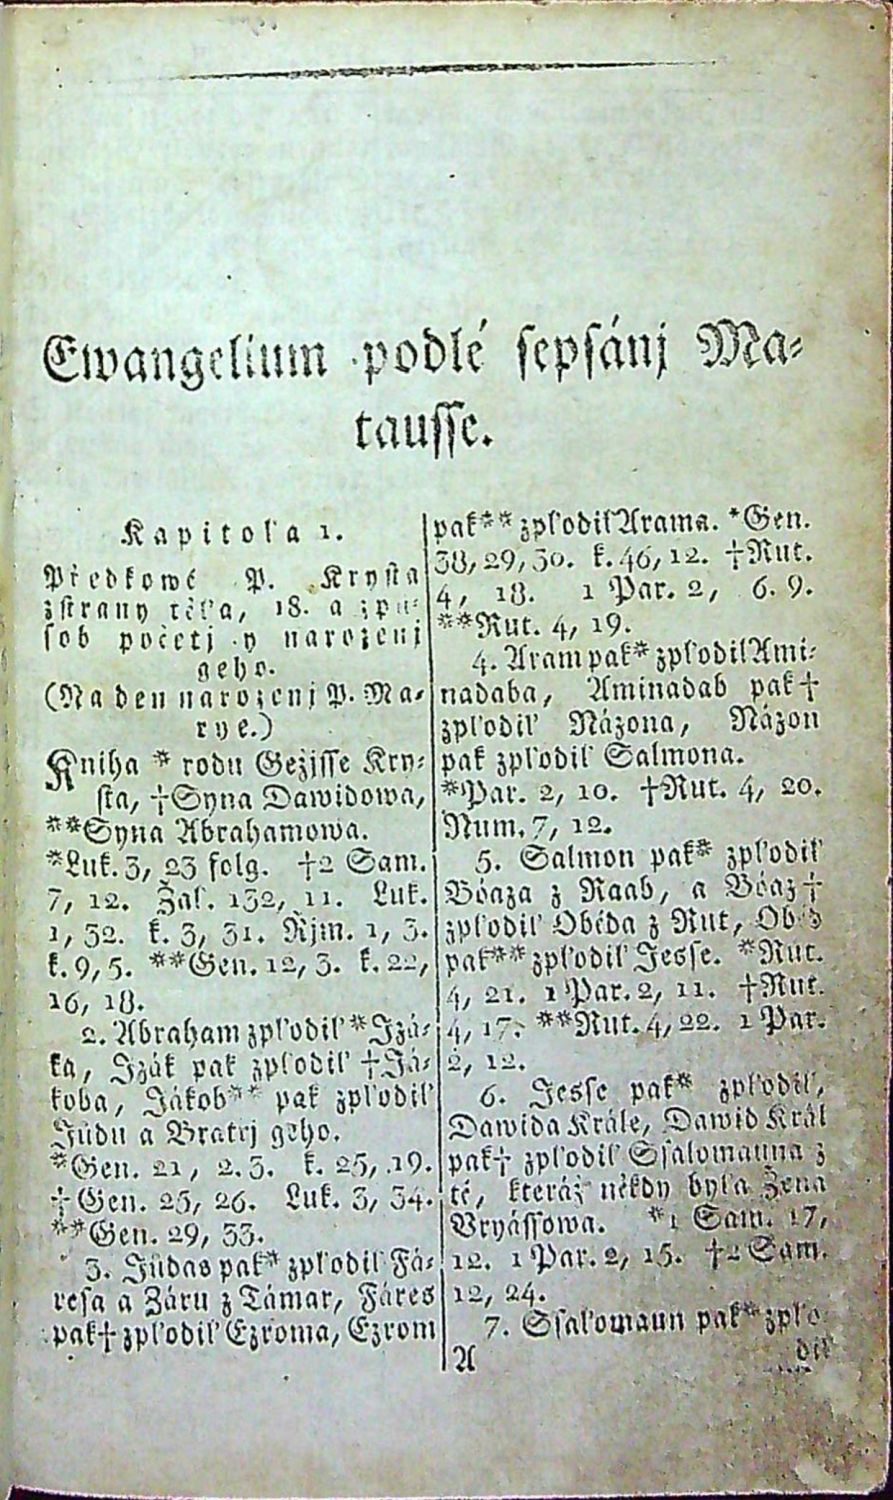 Ewangelium podlé sepsánj Ma-
tausse.
Kapitola 1.
Předkowé P. Krysta
zstrany těla, 18. a způ-
sob početj y narozenj
geho.
(Na den narozenj P. Ma-
rye.)
Kniha * rodu Gežjsse Kry-
sta, †Syna Dawidowa,
**Syna Abrahamowa.
*Luk. 3, 23 folg. †2 Sam.
7, 12. Žal. 132, 11. Luk.
1, 32. k. 3, 31. Řjm. 1, 3.
k. 9, 5. **Gen. 12, 3. k. 22,
16, 18.
2. Abraham zplodil *Izá-
ka, Izák pak zplodil †Já-
koba, Jákob** pak zplodil
Júdu a Bratrj geho.
*Gen. 21, 2. 3. k. 25, 19.
†Gen. 25, 26. Luk. 3, 34.
**Gen. 29, 33.
3. Júdas pak* zplodil Fá-
resa a Záru z Támar, Fáres
pak† zplodil Ezroma, Ezrom
pak** zplodil Arama. *Gen.
38, 29, 30. k. 46, 12. †Rut.
4, 18. 1 Par. 2, 6. 9.
**Rut. 4, 19.
4. Aram pak* zplodil Ami-
nadaba, Aminadab pak†
zplodil Názona, Názon
pak zplodil Salmona.
*Par. 2, 10. †Rut. 4, 20.
Num. 7, 12.
5. Salmon pak* zplodil
Bóaza z Raab, a Bóaz†
zplodil Obéda z Rut, Obéd
pak** zplodil Jesse. *Rut.
4, 21. 1 Par. 2, 11. †Rut.
4, 17. **Rut. 4, 22. 1 Par.
2, 12.
6. Jesse pak* zplodil,
Dawida Krále, Dawid Král
pak† zplodil Ssalomauna z
té, kteráž někdy byla Žena
Vryássowa. *1 Sam. 17,
12. 1 Par. 2, 15. †2 Sam.
12, 24.
7. Ssalomaun pak* zplo-
A dil